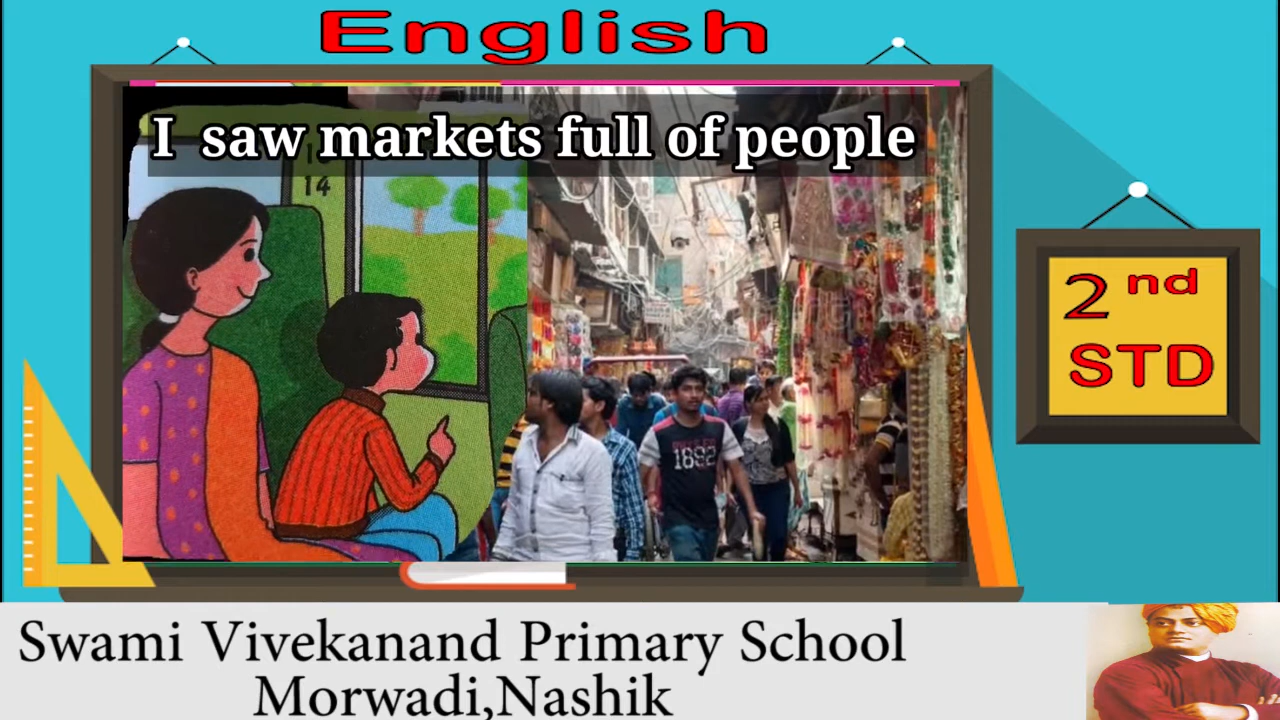 English
I saw markets full of people
14
1892
2nd
STD
Swami Vivekanand Primary School
Morwadi,Nashik